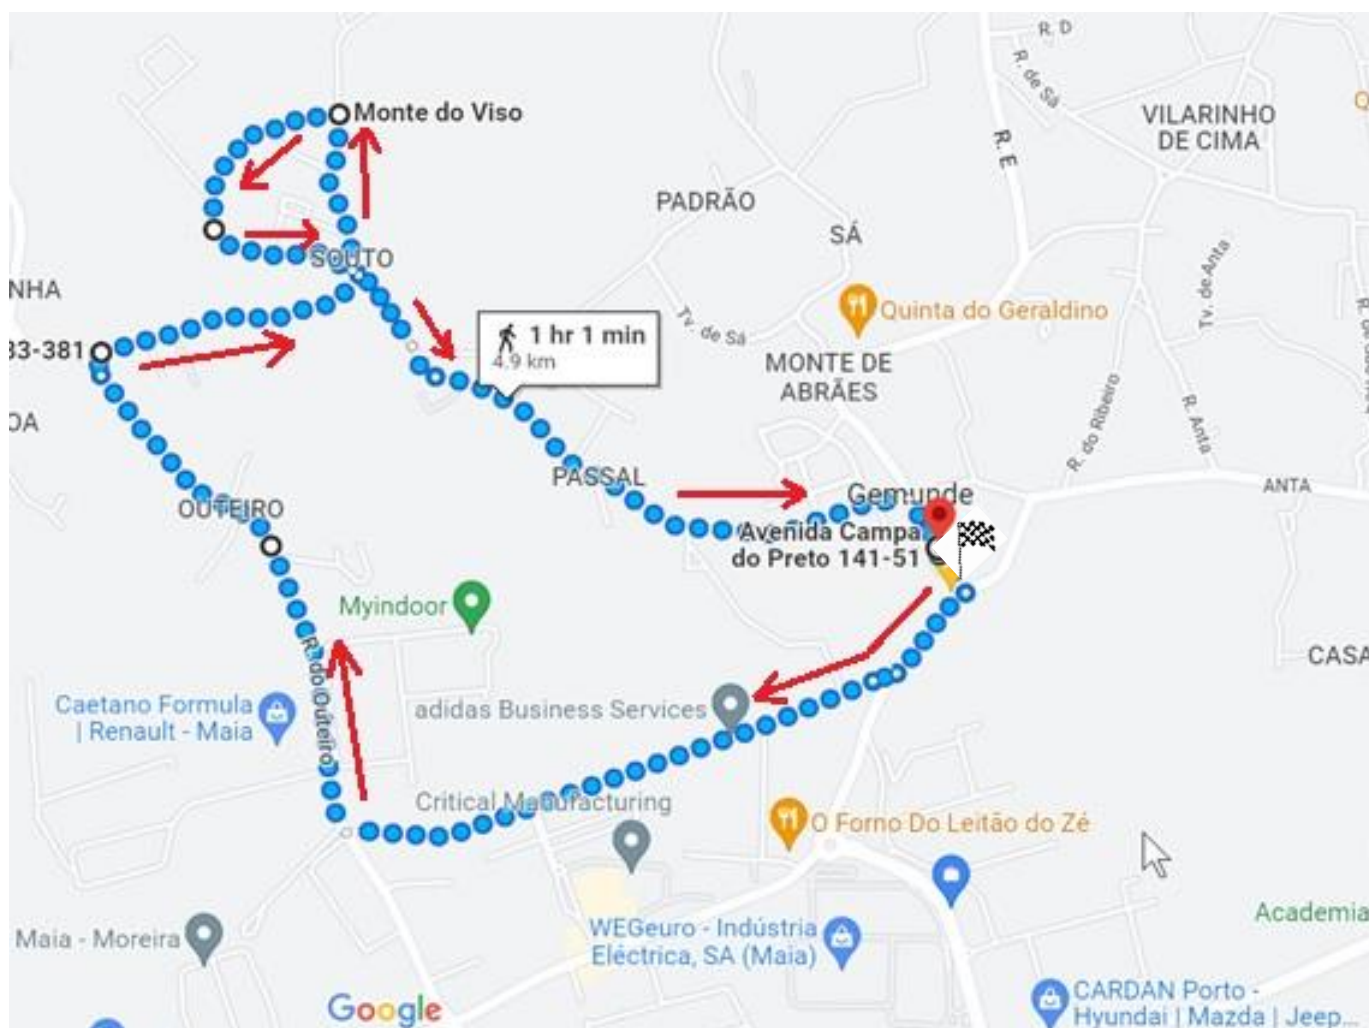 R. D
R. de Sá
Monte do Viso
VILARINHO
DE CIMA
R. E
PADRÃO
SÁ
SOUTO
Tv. de Anta
NHA
Quinta do Geraldino
Tv. de Sá
1 hr 1 min
4.9 km
33-381
MONTE DE
ABRÃES
R. do Ribeiro
R. Anta
OA
PASSAL
ANTA
Gemunde
OUTEIRO
Avenida Campa
do Preto 141-51
Myindoor
CASA
R. do Outeiro
Caetano Formula
| Renault - Maia
adidas Business Services
Critical Manufacturing
O Forno Do Leitão do Zé
Academia
WEGeuro - Indústria
Eléctrica, SA (Maia)
Maia - Moreira
Google
CARDAN Porto -
Hyundai | Mazda | Jeep...